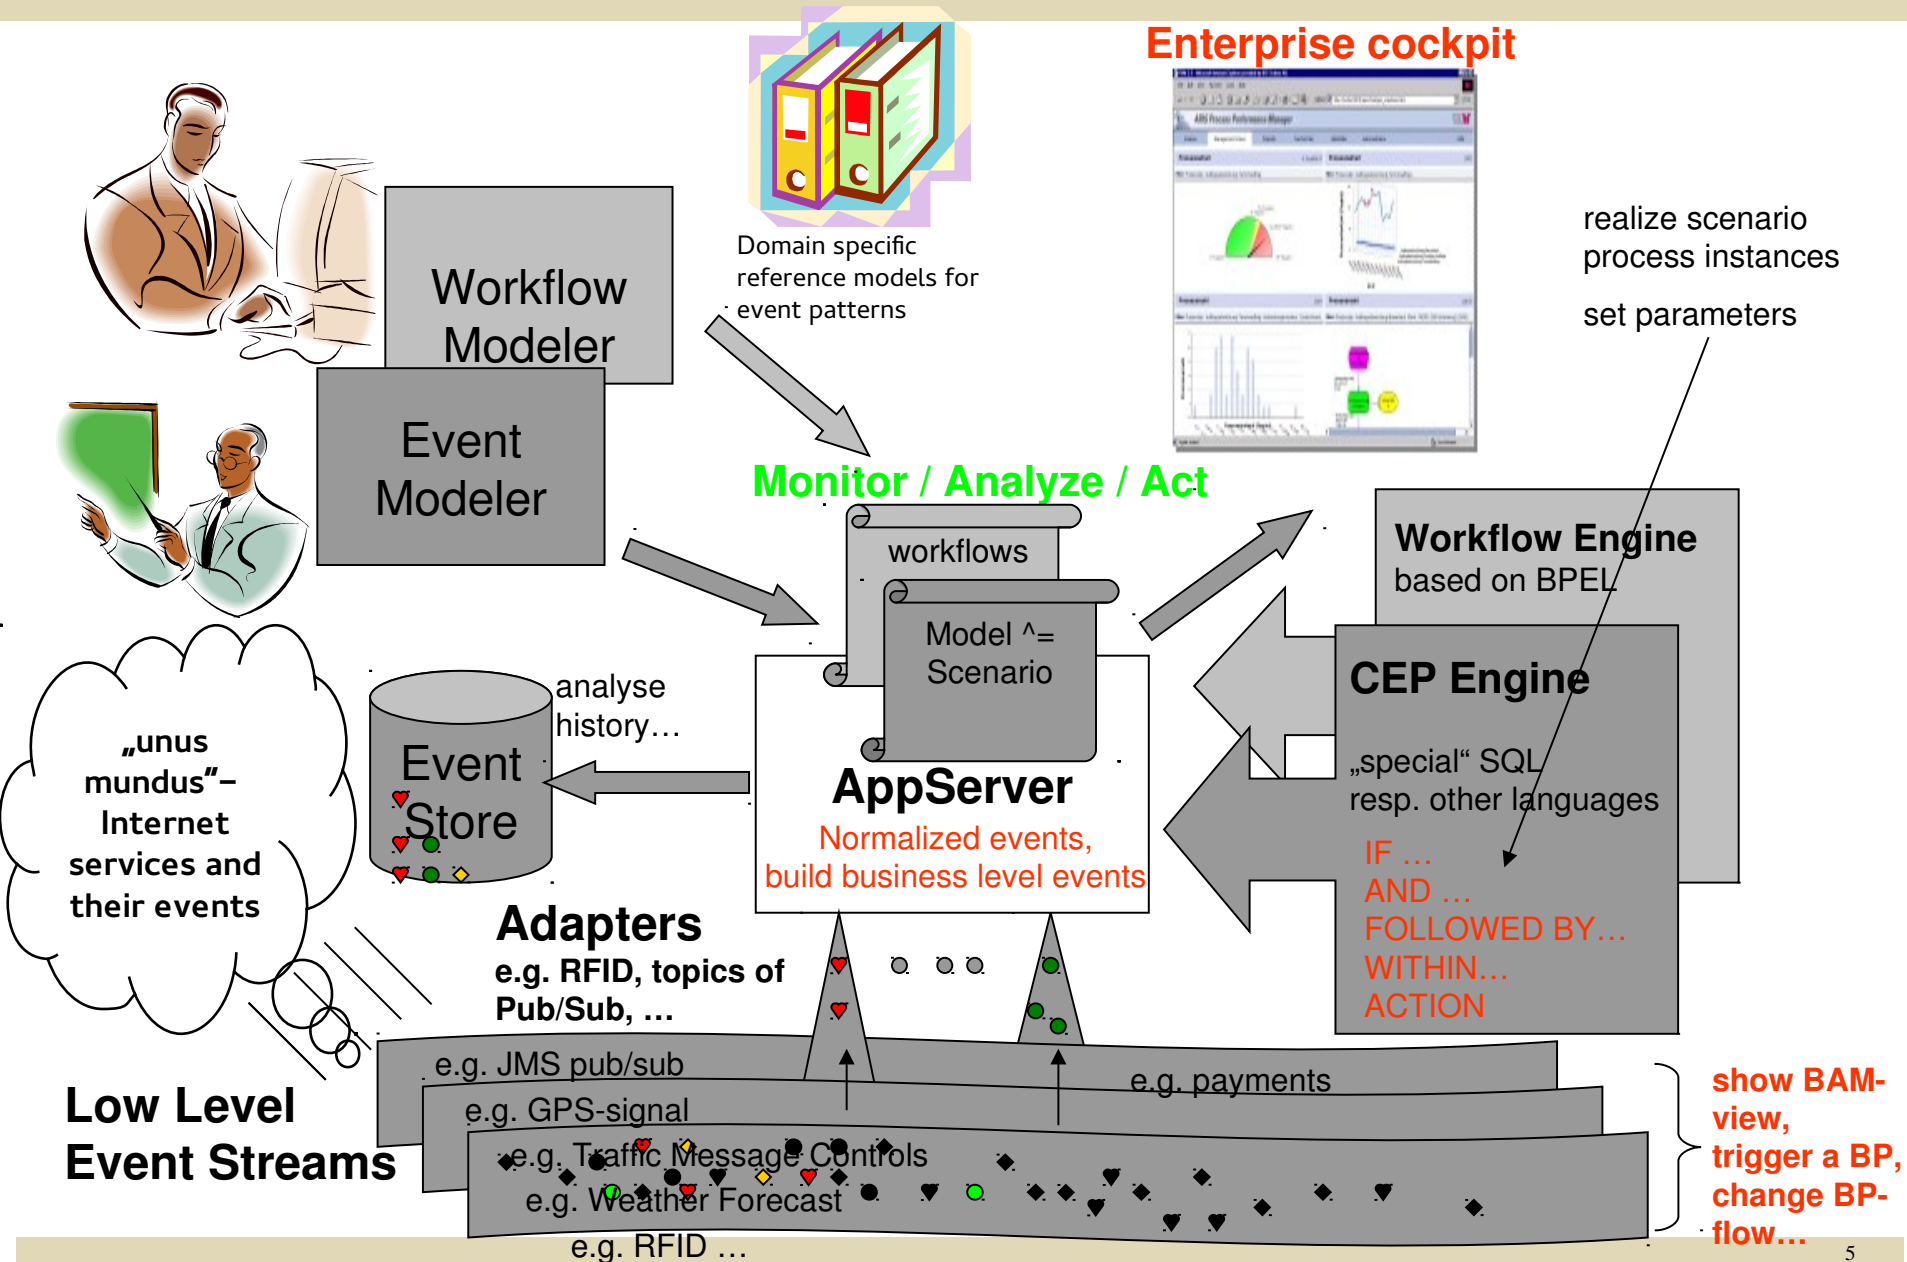 Enterprise cockpit
ARIS Process Performance Manager
Domain specific
reference models for
event patterns
realize scenario
process instances
set parameters
Workflow
Modeler
Event
Modeler
Monitor / Analyze / Act
workflows
Model ^=
Scenario
Workflow Engine
based on BPEL
CEP Engine
„special“ SQL
resp. other languages
IF …
AND …
FOLLOWED BY…
WITHIN…
ACTION
„unus
mundus”–
Internet
services and
their events
Event
Store
analyse
history…
AppServer
Normalized events,
build business level events
Adapters
e.g. RFID, topics of
Pub/Sub, …
Low Level
Event Streams
e.g. JMS pub/sub
e.g. payments
e.g. GPS-signal
e.g. Traffic Message Controls
e.g. Weather Forecast
e.g. RFID …
show BAM-
view,
trigger a BP,
change BP-
flow…
5